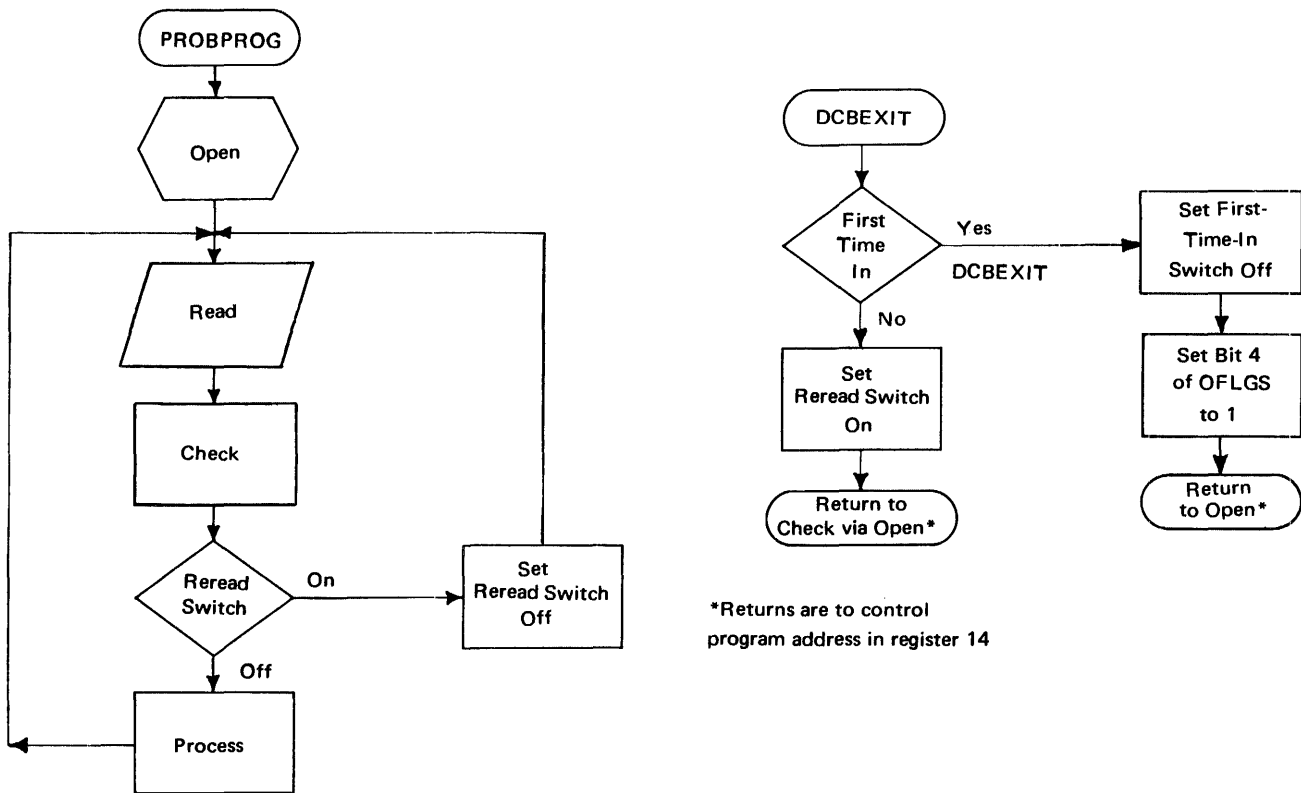 PROBPROG
Open
Read
Check
Reread
Switch
On
Set
Reread Switch
Off
Off
Process
DCBEXIT
First
Time
In
Yes
DCBEXIT
Set First-
Time-In
Switch Off
No
Set
Reread Switch
On
Set Bit 4
of OFLGS
to 1
Return to
Check via Open*
Return
to Open*
*Returns are to control
program address in register 14